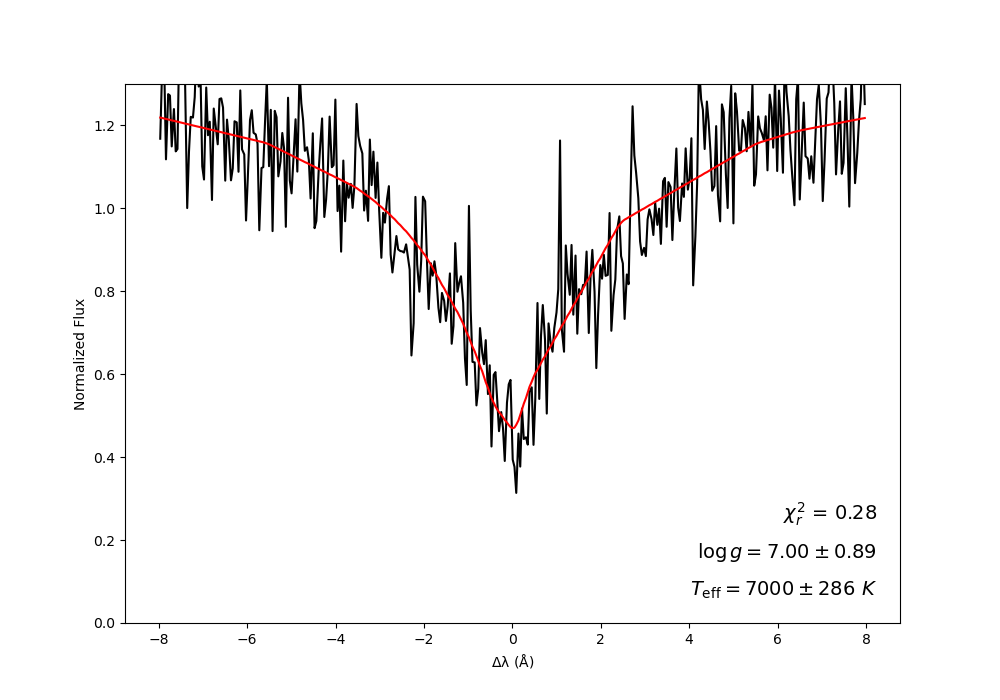 Normalized Flux
1.2
1.0
0.8
0.6
0.4
0.2
0.0
χ²ᵣ = 0.28
log g = 7.00 ± 0.89
T_eff = 7000 ± 286 K
−8 −6 −4 −2 0 2 4 6 8
Δλ (Å)